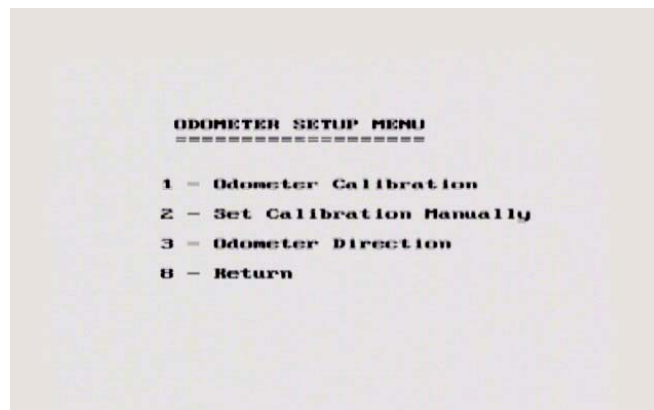 ODOMETER SETUP MENU
====================
1 - Odometer Calibration
2 - Set Calibration Manually
3 - Odometer Direction
8 - Return